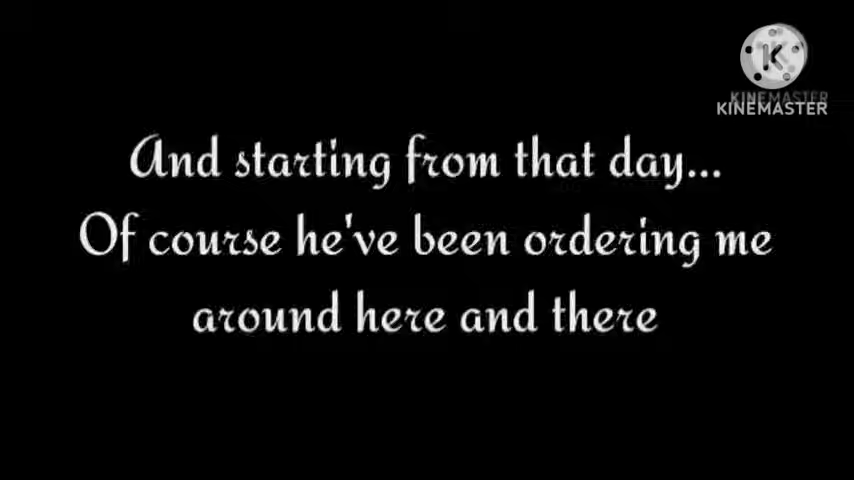 KINEMASTER
KINEMASTER
And starting from that day...
Of course he've been ordering me
around here and there